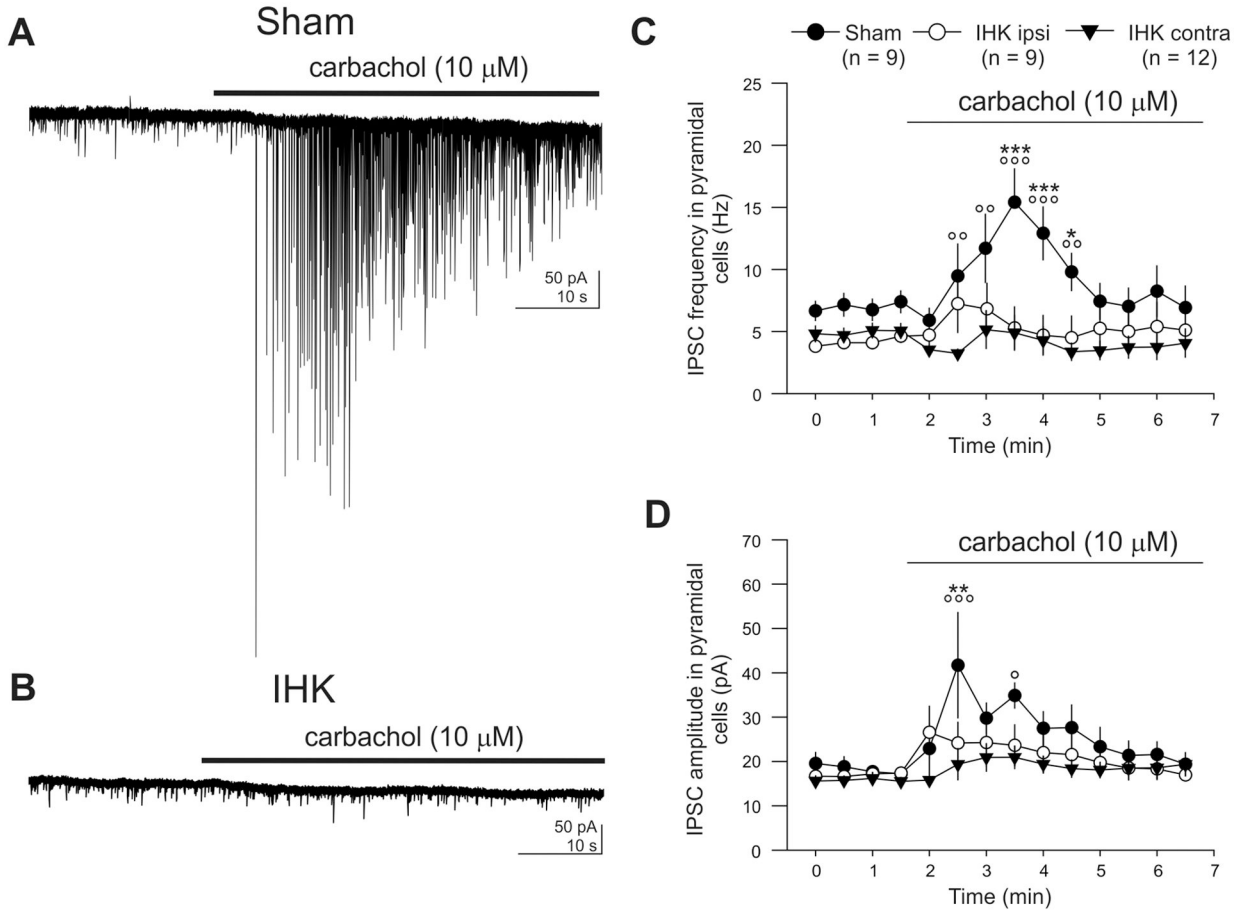 A
Sham
carbachol (10 μM)
50 pA
10 s
B
IHK
carbachol (10 μM)
50 pA
10 s
C
Sham
(n = 9)
IHK ipsi
(n = 9)
IHK contra
(n = 12)
carbachol (10 μM)
IPSC frequency in pyramidal
cells (Hz)
25
20
15
10
5
0
***
°°°
***
°°°
*
°°
°°
°°
0 1 2 3 4 5 6 7
Time (min)
D
carbachol (10 μM)
IPSC amplitude in pyramidal
cells (pA)
70
60
50
40
30
20
10
0
**
°°°
°
0 1 2 3 4 5 6 7
Time (min)